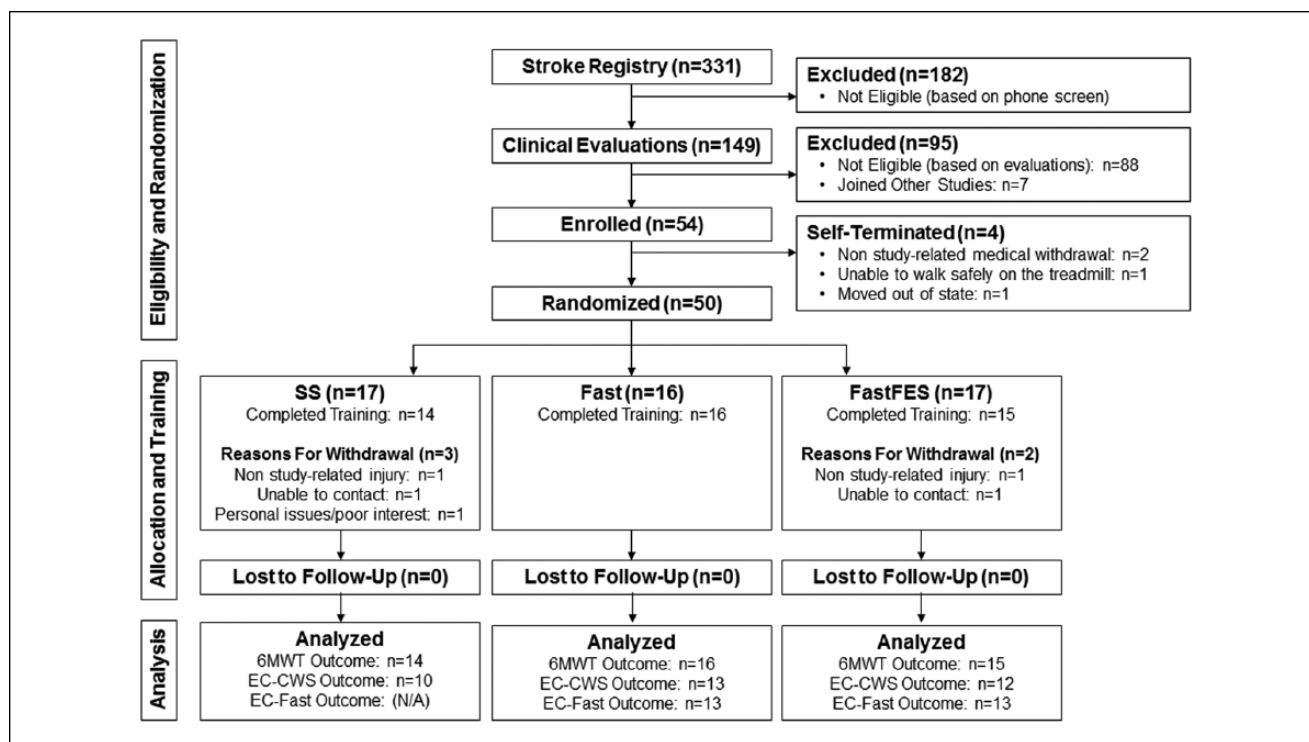 Eligibility and Randomization
Stroke Registry (n=331)
Excluded (n=182)
• Not Eligible (based on phone screen)
Clinical Evaluations (n=149)
Excluded (n=95)
• Not Eligible (based on evaluations): n=88
• Joined Other Studies: n=7
Enrolled (n=54)
Self-Terminated (n=4)
• Non study-related medical withdrawal: n=2
• Unable to walk safely on the treadmill: n=1
• Moved out of state: n=1
Randomized (n=50)
Allocation and Training
SS (n=17)
Completed Training: n=14
Reasons For Withdrawal (n=3)
Non study-related injury: n=1
Unable to contact: n=1
Personal issues/poor interest: n=1
Fast (n=16)
Completed Training: n=16
FastFES (n=17)
Completed Training: n=15
Reasons For Withdrawal (n=2)
Non study-related injury: n=1
Unable to contact: n=1
Lost to Follow-Up (n=0)
Lost to Follow-Up (n=0)
Lost to Follow-Up (n=0)
Analysis
Analyzed
6MWT Outcome: n=14
EC-CWS Outcome: n=10
EC-Fast Outcome: (N/A)
Analyzed
6MWT Outcome: n=16
EC-CWS Outcome: n=13
EC-Fast Outcome: n=13
Analyzed
6MWT Outcome: n=15
EC-CWS Outcome: n=12
EC-Fast Outcome: n=13